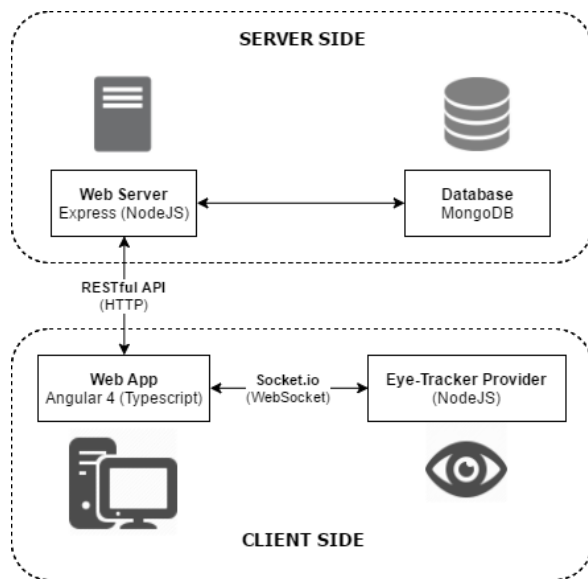 SERVER SIDE
Web Server
Express (NodeJS)
Database
MongoDB
RESTful API
(HTTP)
Web App
Angular 4 (Typescript)
Socket.io
(WebSocket)
Eye-Tracker Provider
(NodeJS)
CLIENT SIDE